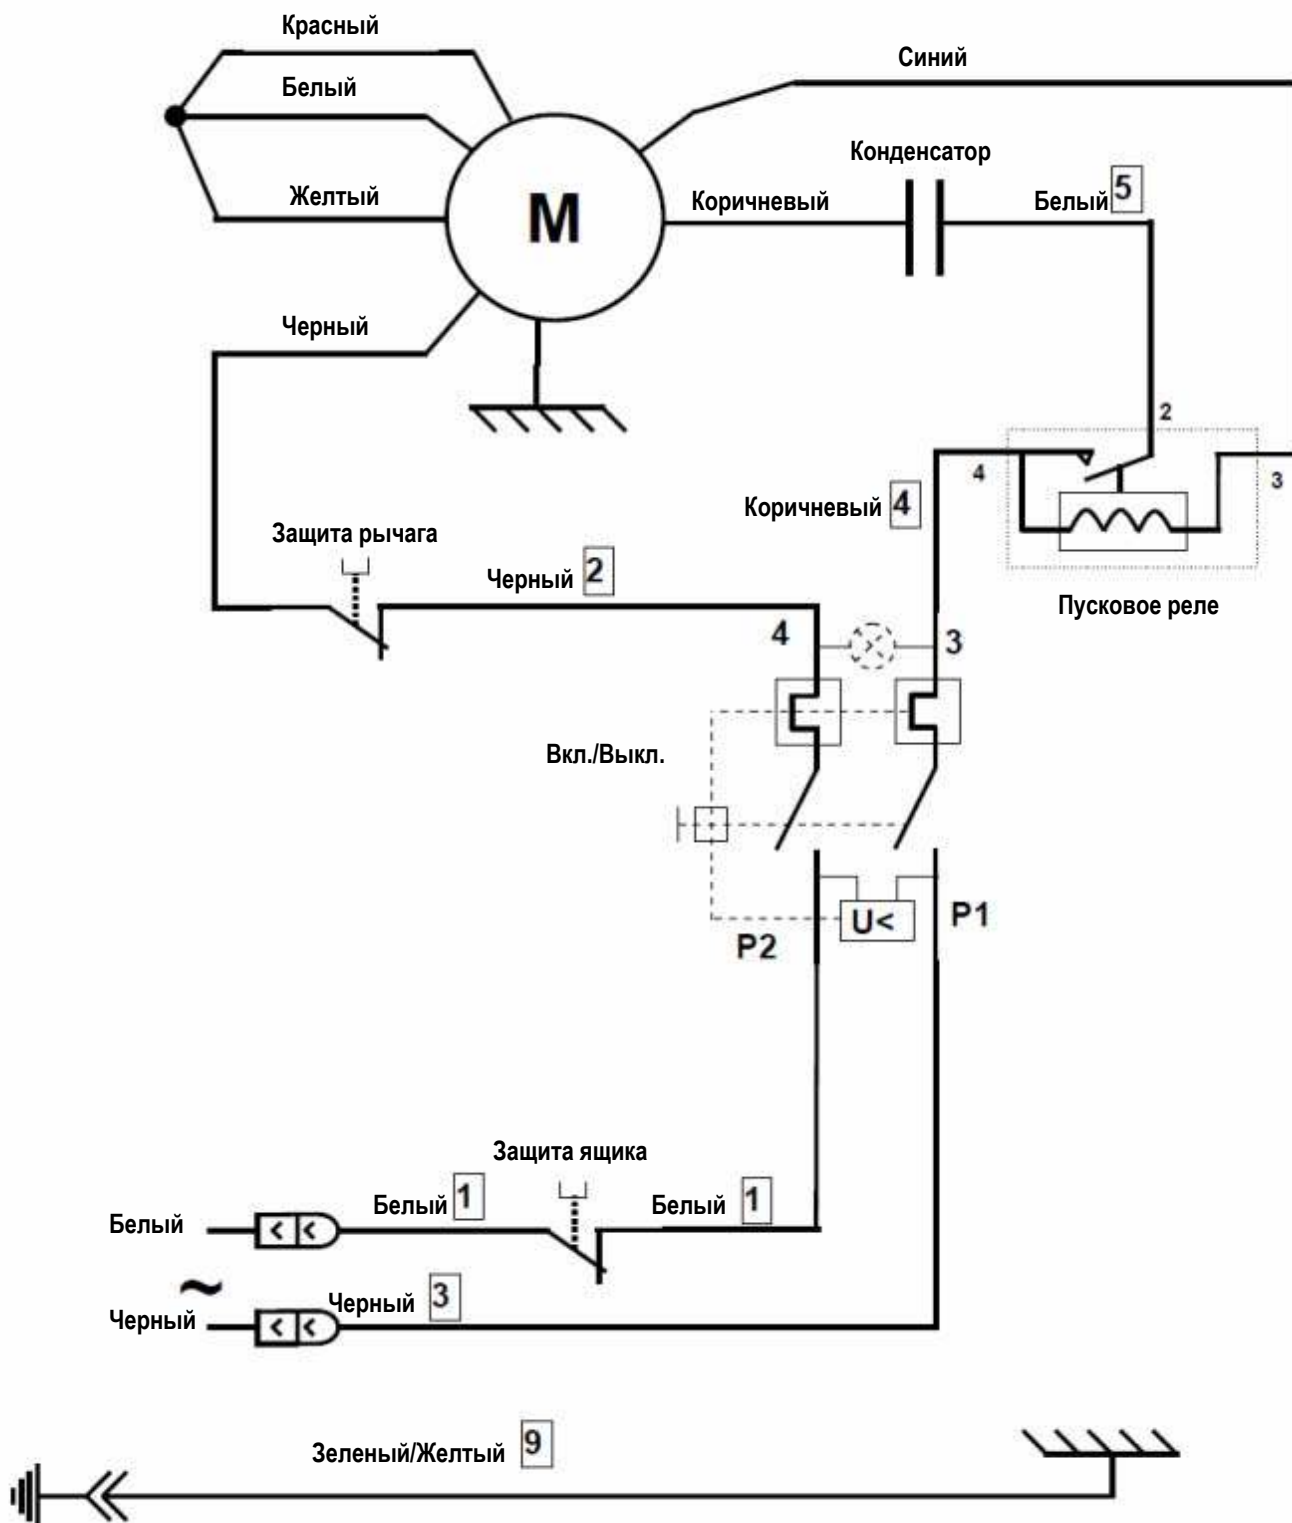 Красный
Синий
Белый
Конденсатор
Желтый
М
Коричневый
Белый 5
Черный
2
4
3
Коричневый 4
Защита рычага
Черный 2
Пусковое реле
4
3
Вкл./Выкл.
U<
P1
P2
Защита ящика
Белый
Белый 1
Белый 1
~
Черный
Черный 3
Зеленый/Желтый 9